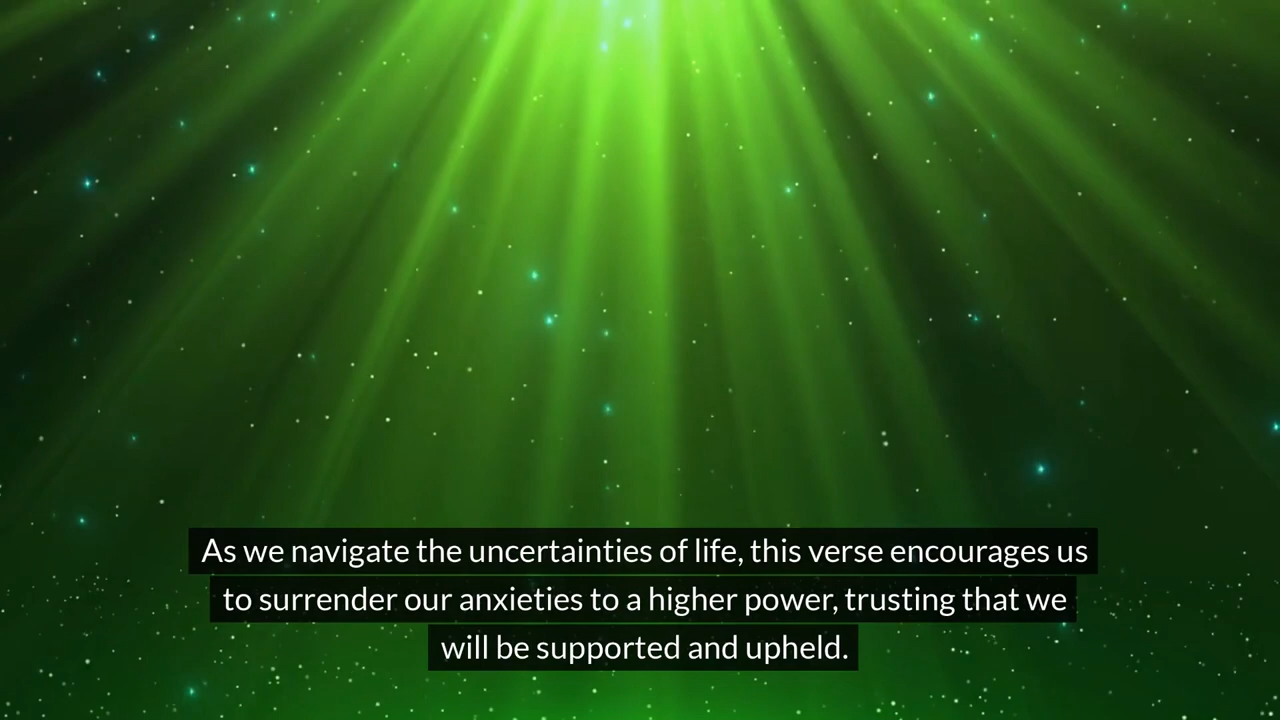 As we navigate the uncertainties of life, this verse encourages us
to surrender our anxieties to a higher power, trusting that we
will be supported and upheld.